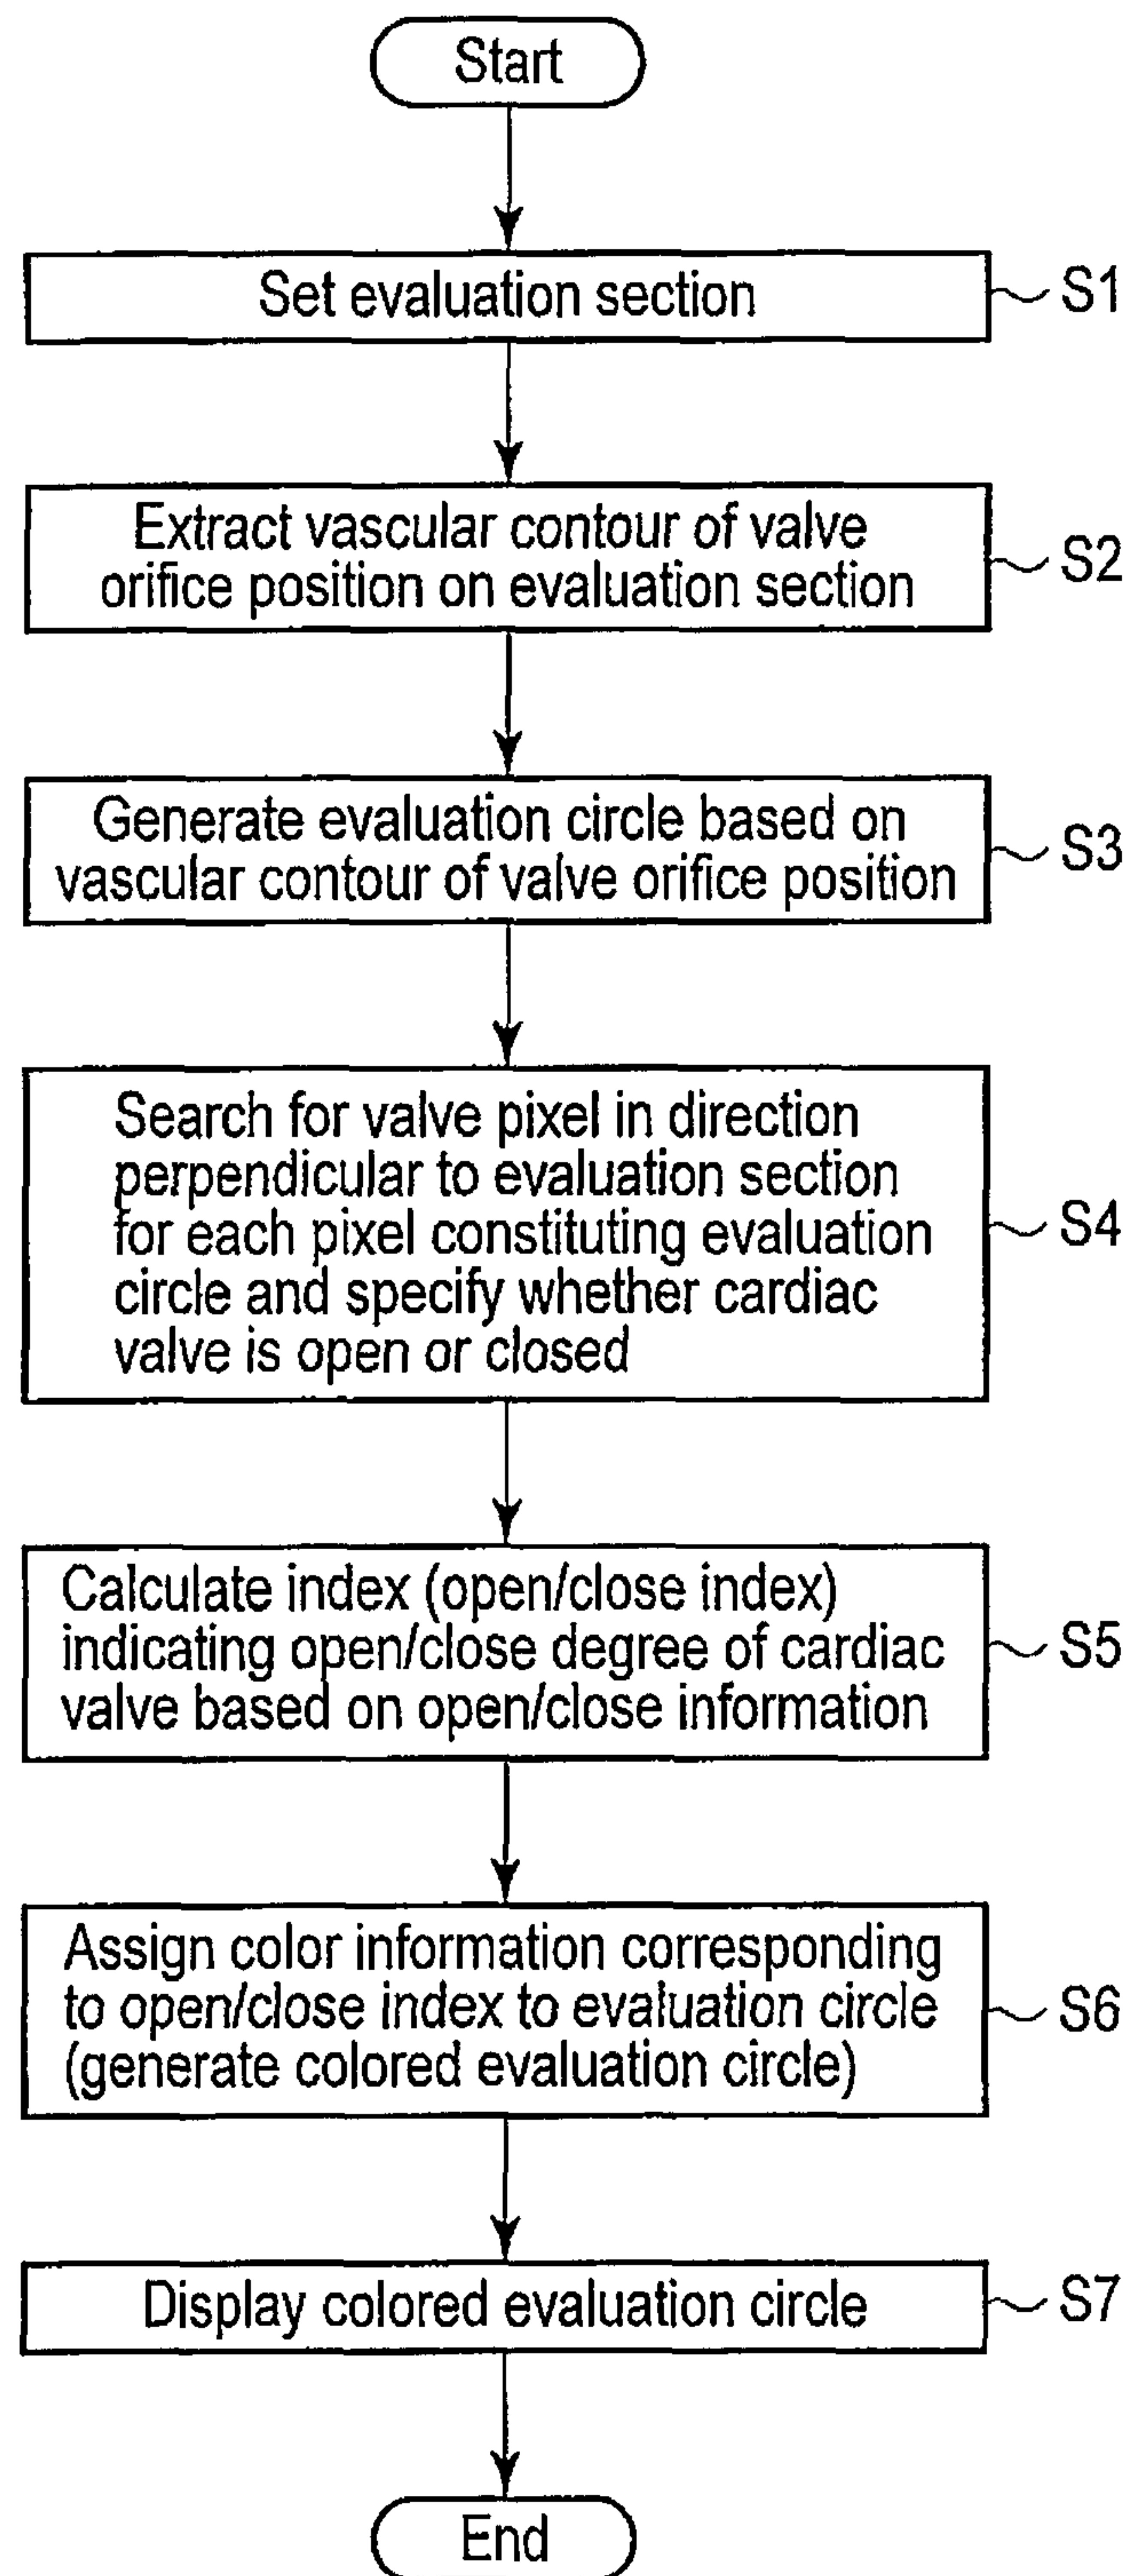 Start
Set evaluation section
S1
Extract vascular contour of valve
orifice position on evaluation section
S2
Generate evaluation circle based on
vascular contour of valve orifice position
S3
Search for valve pixel in direction
perpendicular to evaluation section
for each pixel constituting evaluation
circle and specify whether cardiac
valve is open or closed
S4
Calculate index (open/close index)
indicating open/close degree of cardiac
valve based on open/close information
S5
Assign color information corresponding
to open/close index to evaluation circle
(generate colored evaluation circle)
S6
Display colored evaluation circle
S7
End